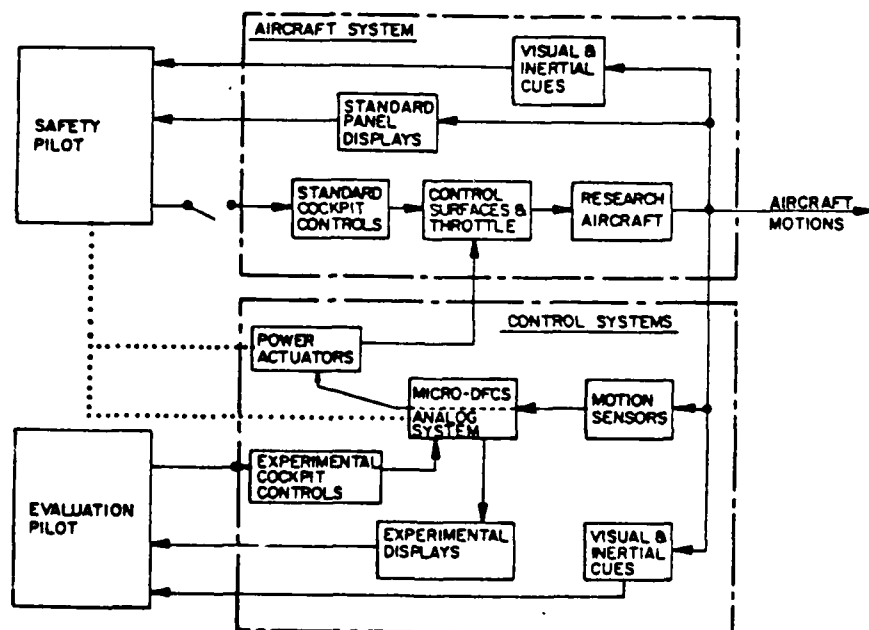 AIRCRAFT SYSTEM
VISUAL &
INERTIAL
CUES
SAFETY
PILOT
STANDARD
PANEL
DISPLAYS
STANDARD
COCKPIT
CONTROLS
CONTROL
SURFACES &
THROTTLE
RESEARCH
AIRCRAFT
AIRCRAFT
MOTIONS
CONTROL SYSTEMS
POWER
ACTUATORS
MICRO-DFCS
ANALOG
SYSTEM
MOTION
SENSORS
EVALUATION
PILOT
EXPERIMENTAL
COCKPIT
CONTROLS
EXPERIMENTAL
DISPLAYS
VISUAL &
INERTIAL
CUES